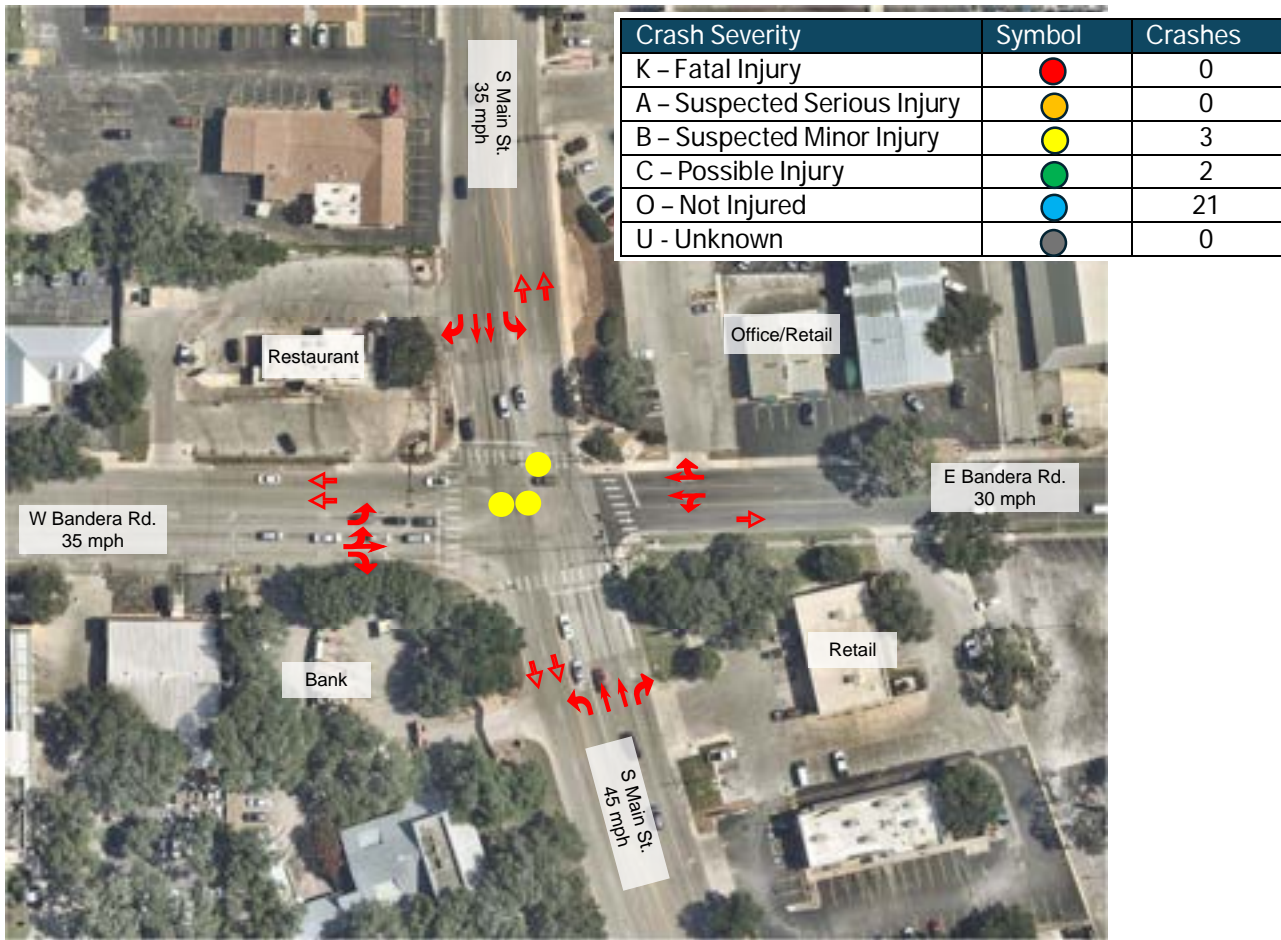 Crash Severity Symbol Crashes
K – Fatal Injury 0
A – Suspected Serious Injury 0
B – Suspected Minor Injury 3
C – Possible Injury 2
O – Not Injured 21
U - Unknown 0
S Main St.
35 mph
Restaurant
Office/Retail
W Bandera Rd.
35 mph
E Bandera Rd.
30 mph
Bank
Retail
S Main St.
45 mph